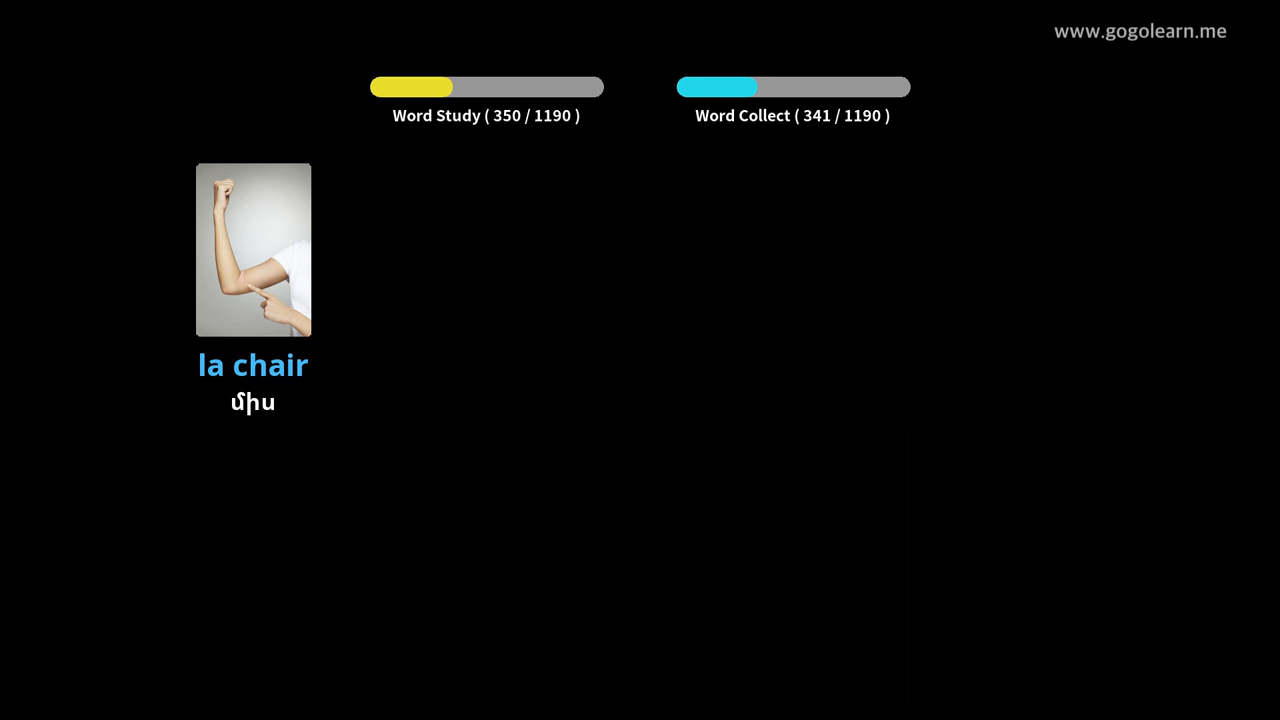 www.gogolearn.me
Word Study ( 350 / 1190 )
Word Collect ( 341 / 1190 )
la chair
միս